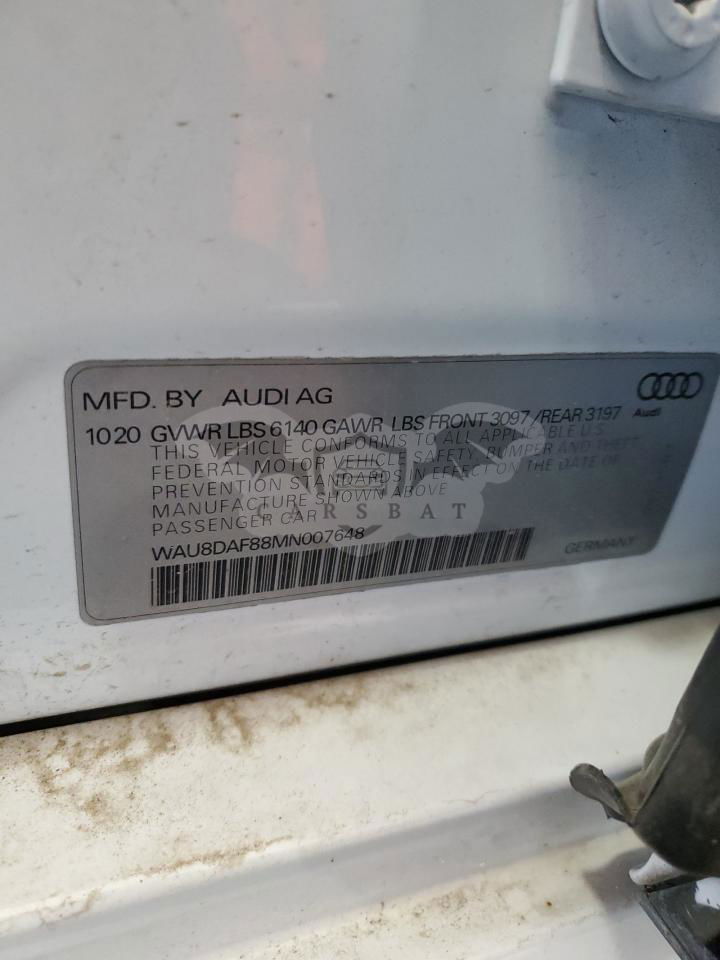 MFD. BY AUDI AG
Audi
1020 GVWR LBS 6140 GAWR LBS FRONT 3097/REAR 3197
THIS VEHICLE CONFORMS TO ALL APPLICABLE U.S.
FEDERAL MOTOR VEHICLE SAFETY, BUMPER AND THEFT
PREVENTION STANDARDS IN EFFECT ON THE DATE OF
MANUFACTURE SHOWN ABOVE
PASSENGER CAR
CARSBAT
WAU8DAF88MN007648
GERMANY